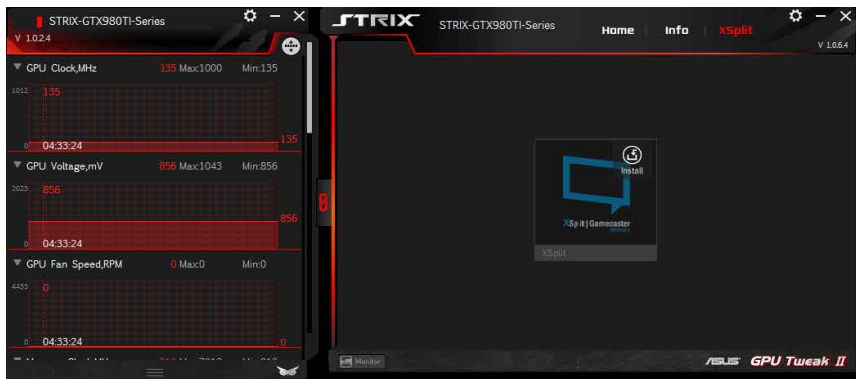 STRIX-GTX980TI-Series
V 1.0.2.4
GPU Clock,MHz 135 Max:1000 Min:135
1012 135
135
0 04:33:24
GPU Voltage,mV 856 Max:1043 Min:856
2025 856
856
0 04:33:24
GPU Fan Speed,RPM 0 Max:0 Min:0
4455 0
0 04:33:24 0
STRIX
STRIX-GTX980TI-Series
Home Info XSplit
V 1.0.6.4
Install
XSplit | Gamecaster
XSplit
Monitor
ASUS GPU Tweak II